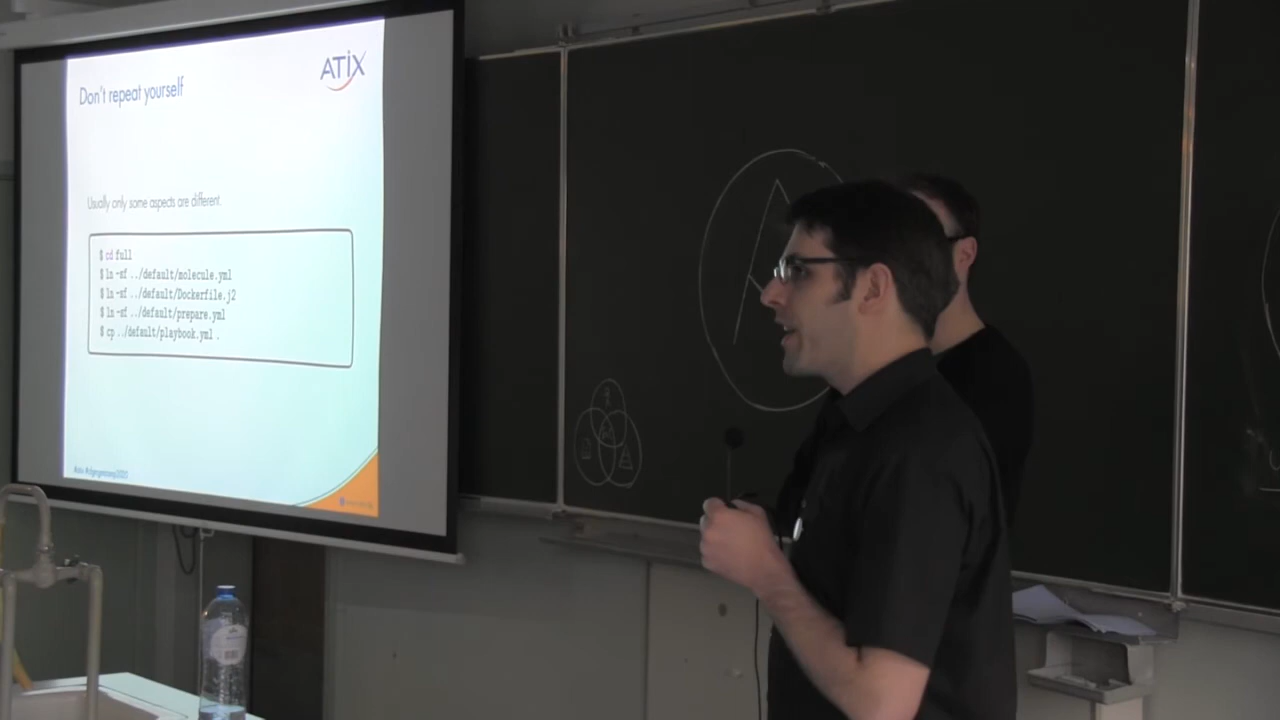 ATIX
Don't repeat yourself
Usually only some aspects are different.
$ cd full
$ ln -sf ../default/molecule.yml
$ ln -sf ../default/Dockerfile.j2
$ ln -sf ../default/prepare.yml
$ cp ../default/playbook.yml .